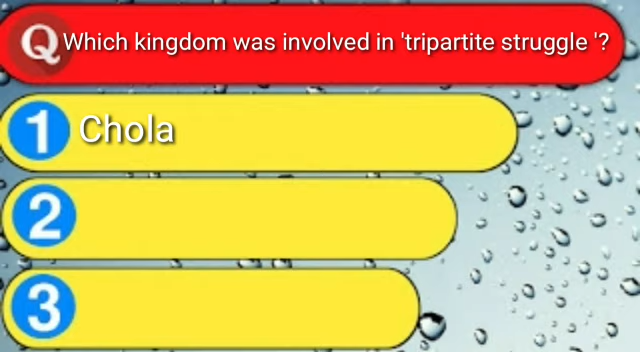 Q Which kingdom was involved in 'tripartite struggle '?
1 Chola
2
3